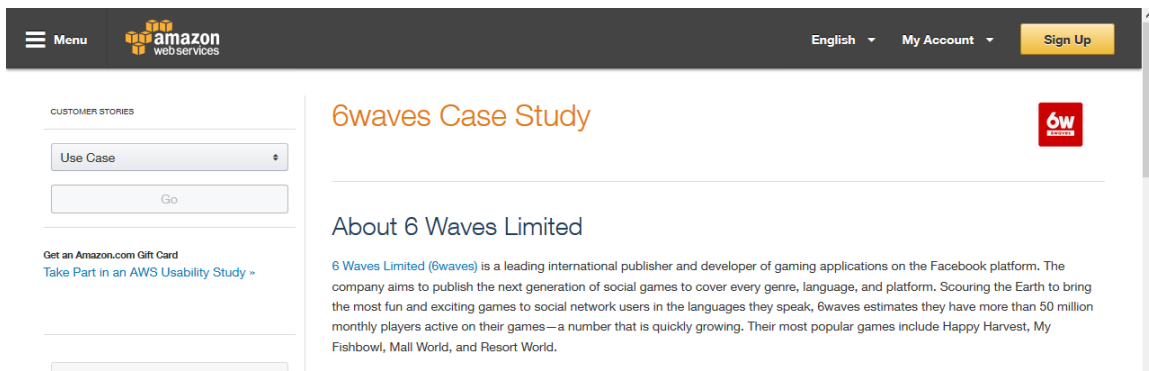 Menu
amazon
webservices
English
My Account
Sign Up
CUSTOMER STORIES
Use Case
Go
Get an Amazon.com Gift Card
Take Part in an AWS Usability Study »
6waves Case Study
6w
6WAVES
About 6 Waves Limited
6 Waves Limited (6waves) is a leading international publisher and developer of gaming applications on the Facebook platform. The
company aims to publish the next generation of social games to cover every genre, language, and platform. Scouring the Earth to bring
the most fun and exciting games to social network users in the languages they speak, 6waves estimates they have more than 50 million
monthly players active on their games—a number that is quickly growing. Their most popular games include Happy Harvest, My
Fishbowl, Mall World, and Resort World.